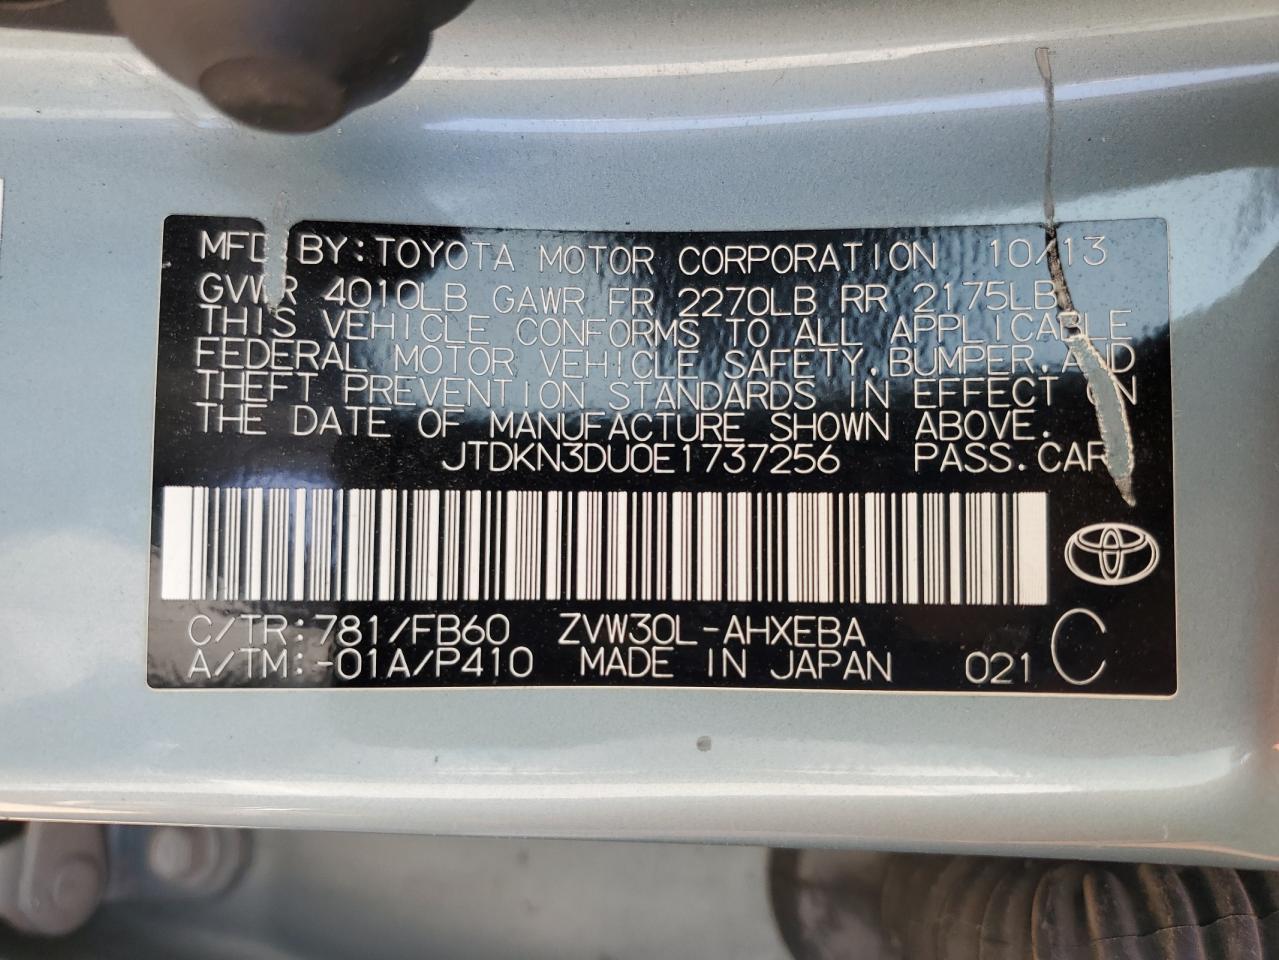 MFD. BY: TOYOTA MOTOR CORPORATION 10/13
GVWR 4010LB GAWR FR 2270LB RR 2175LB
THIS VEHICLE CONFORMS TO ALL APPLICABLE
FEDERAL MOTOR VEHICLE SAFETY, BUMPER, AND
THEFT PREVENTION STANDARDS IN EFFECT ON
THE DATE OF MANUFACTURE SHOWN ABOVE.
JTDKN3DU0E1737256 PASS.CAR
C/TR:781/FB60 ZVW30L-AHXEBA
A/TM:-01A/P410 MADE IN JAPAN 021 C